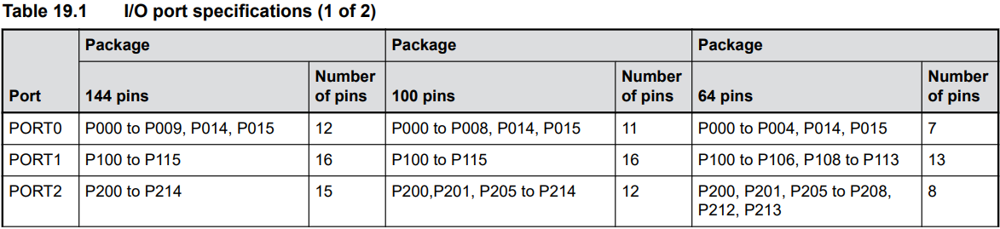 Table 19.1 I/O port specifications (1 of 2)
Port Package Package Package
144 pins Number of pins 100 pins Number of pins 64 pins Number of pins
PORT0 P000 to P009, P014, P015 12 P000 to P008, P014, P015 11 P000 to P004, P014, P015 7
PORT1 P100 to P115 16 P100 to P115 16 P100 to P106, P108 to P113 13
PORT2 P200 to P214 15 P200,P201, P205 to P214 12 P200, P201, P205 to P208, P212, P213 8